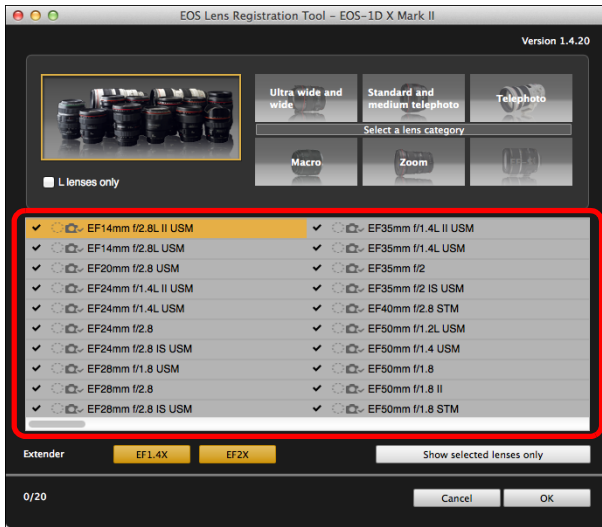 EOS Lens Registration Tool – EOS-1D X Mark II
Version 1.4.20
Ultra wide and
wide
Standard and
medium telephoto
Telephoto
Select a lens category
Macro
Zoom
L lenses only
EF14mm f/2.8L II USM
EF14mm f/2.8L USM
EF20mm f/2.8 USM
EF24mm f/1.4L II USM
EF24mm f/1.4L USM
EF24mm f/2.8
EF24mm f/2.8 IS USM
EF28mm f/1.8 USM
EF28mm f/2.8
EF28mm f/2.8 IS USM
EF35mm f/1.4L II USM
EF35mm f/1.4L USM
EF35mm f/2
EF35mm f/2 IS USM
EF40mm f/2.8 STM
EF50mm f/1.2L USM
EF50mm f/1.4 USM
EF50mm f/1.8
EF50mm f/1.8 II
EF50mm f/1.8 STM
Extender
EF1.4X
EF2X
Show selected lenses only
0/20
Cancel
OK